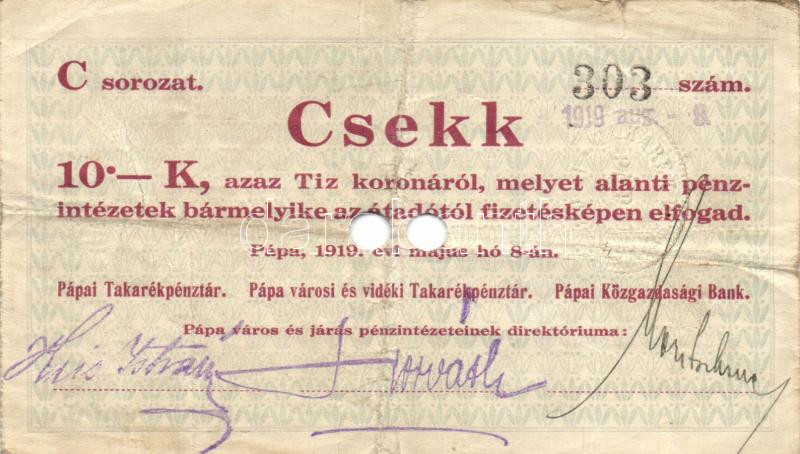 C sorozat. 303 szám.
1919 AUG. - 8.
Csekk
10·— K, azaz Tiz koronáról, melyet alanti pénz-
intézetek bármelyike az átadótól fizetésképen elfogad.
Pápa, 1919. évi május hó 8-án.
Pápai Takarékpénztár. Pápa városi és vidéki Takarékpénztár. Pápai Közgazdasági Bank.
Pápa város és járás pénzintézeteinek direktóriuma:
István Horváth